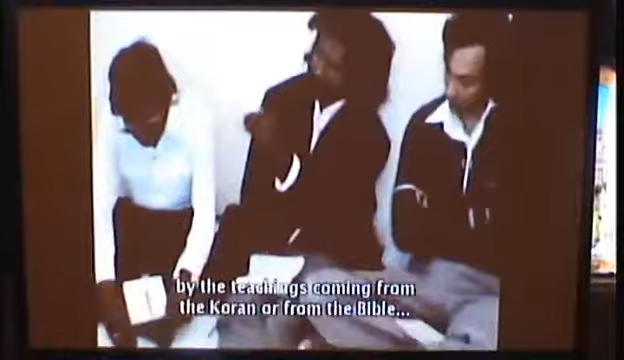 by the teachings coming from
the Koran or from the Bible...